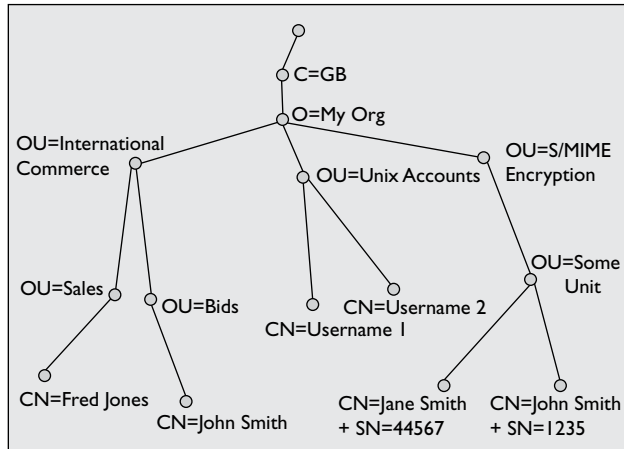 C=GB
O=My Org
OU=International
Commerce
OU=Unix Accounts
OU=S/MIME
Encryption
OU=Sales
OU=Bids
CN=Username 1
CN=Username 2
OU=Some
Unit
CN=Fred Jones
CN=John Smith
CN=Jane Smith
+ SN=44567
CN=John Smith
+ SN=1235